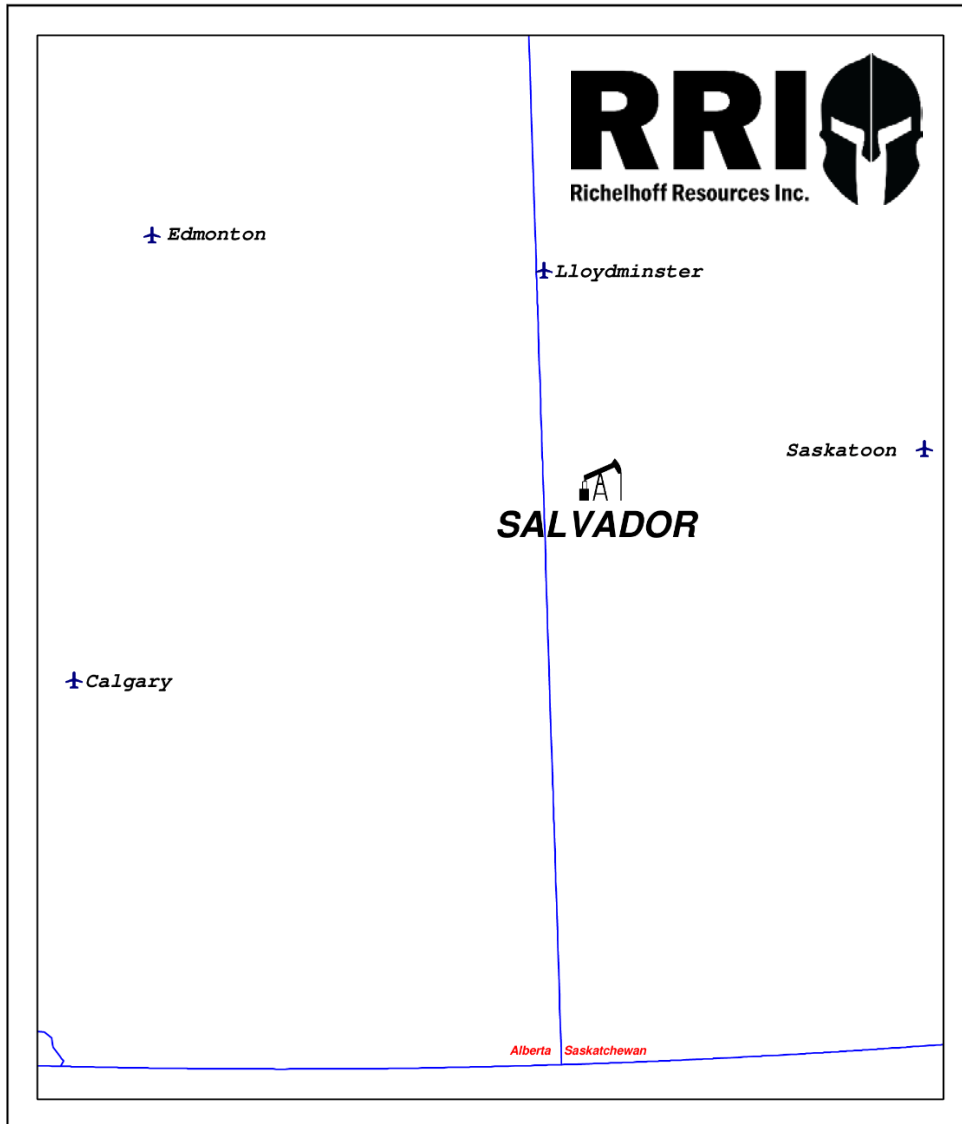 RRI
Richelhoff Resources Inc.
Edmonton
Lloydminster
Saskatoon
SALVADOR
Calgary
Alberta Saskatchewan